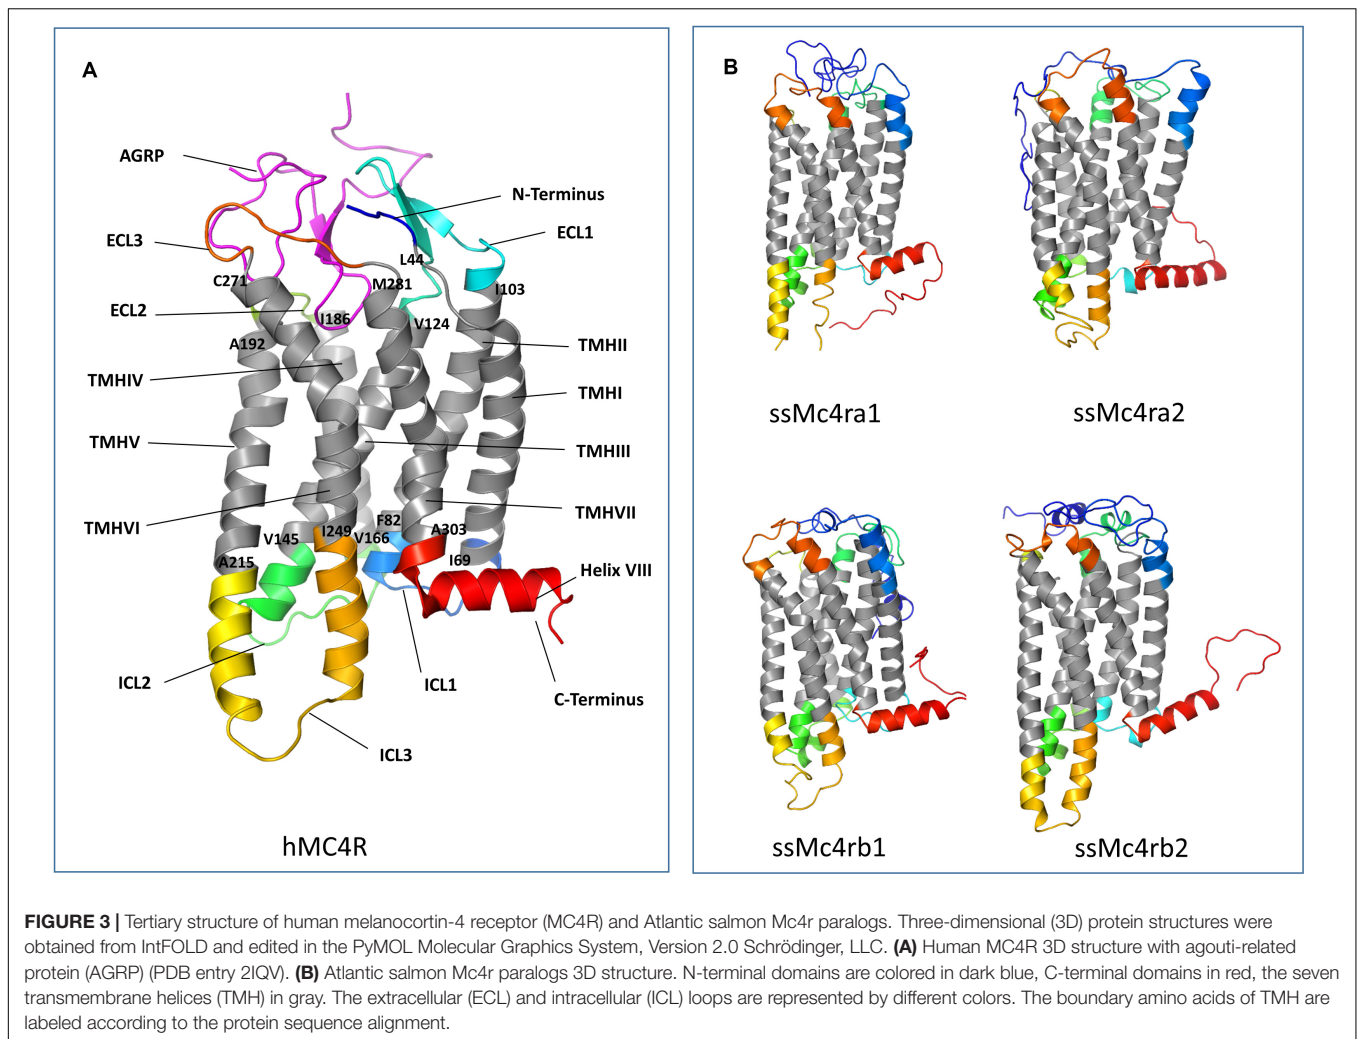 A
AGRP
N-Terminus
ECL3
ECL1
L44
C271
M281
I103
ECL2
I186
V124
A192
TMHII
TMHIV
TMHI
TMHV
TMHIII
TMHVI
TMHVII
V145
I249
V166
F82
A303
A215
I69
Helix VIII
ICL2
ICL1
C-Terminus
ICL3
hMC4R
B
ssMc4ra1
ssMc4ra2
ssMc4rb1
ssMc4rb2
FIGURE 3 | Tertiary structure of human melanocortin-4 receptor (MC4R) and Atlantic salmon Mc4r paralogs. Three-dimensional (3D) protein structures were
obtained from IntFOLD and edited in the PyMOL Molecular Graphics System, Version 2.0 Schrödinger, LLC. (A) Human MC4R 3D structure with agouti-related
protein (AGRP) (PDB entry 2IQV). (B) Atlantic salmon Mc4r paralogs 3D structure. N-terminal domains are colored in dark blue, C-terminal domains in red, the seven
transmembrane helices (TMH) in gray. The extracellular (ECL) and intracellular (ICL) loops are represented by different colors. The boundary amino acids of TMH are
labeled according to the protein sequence alignment.